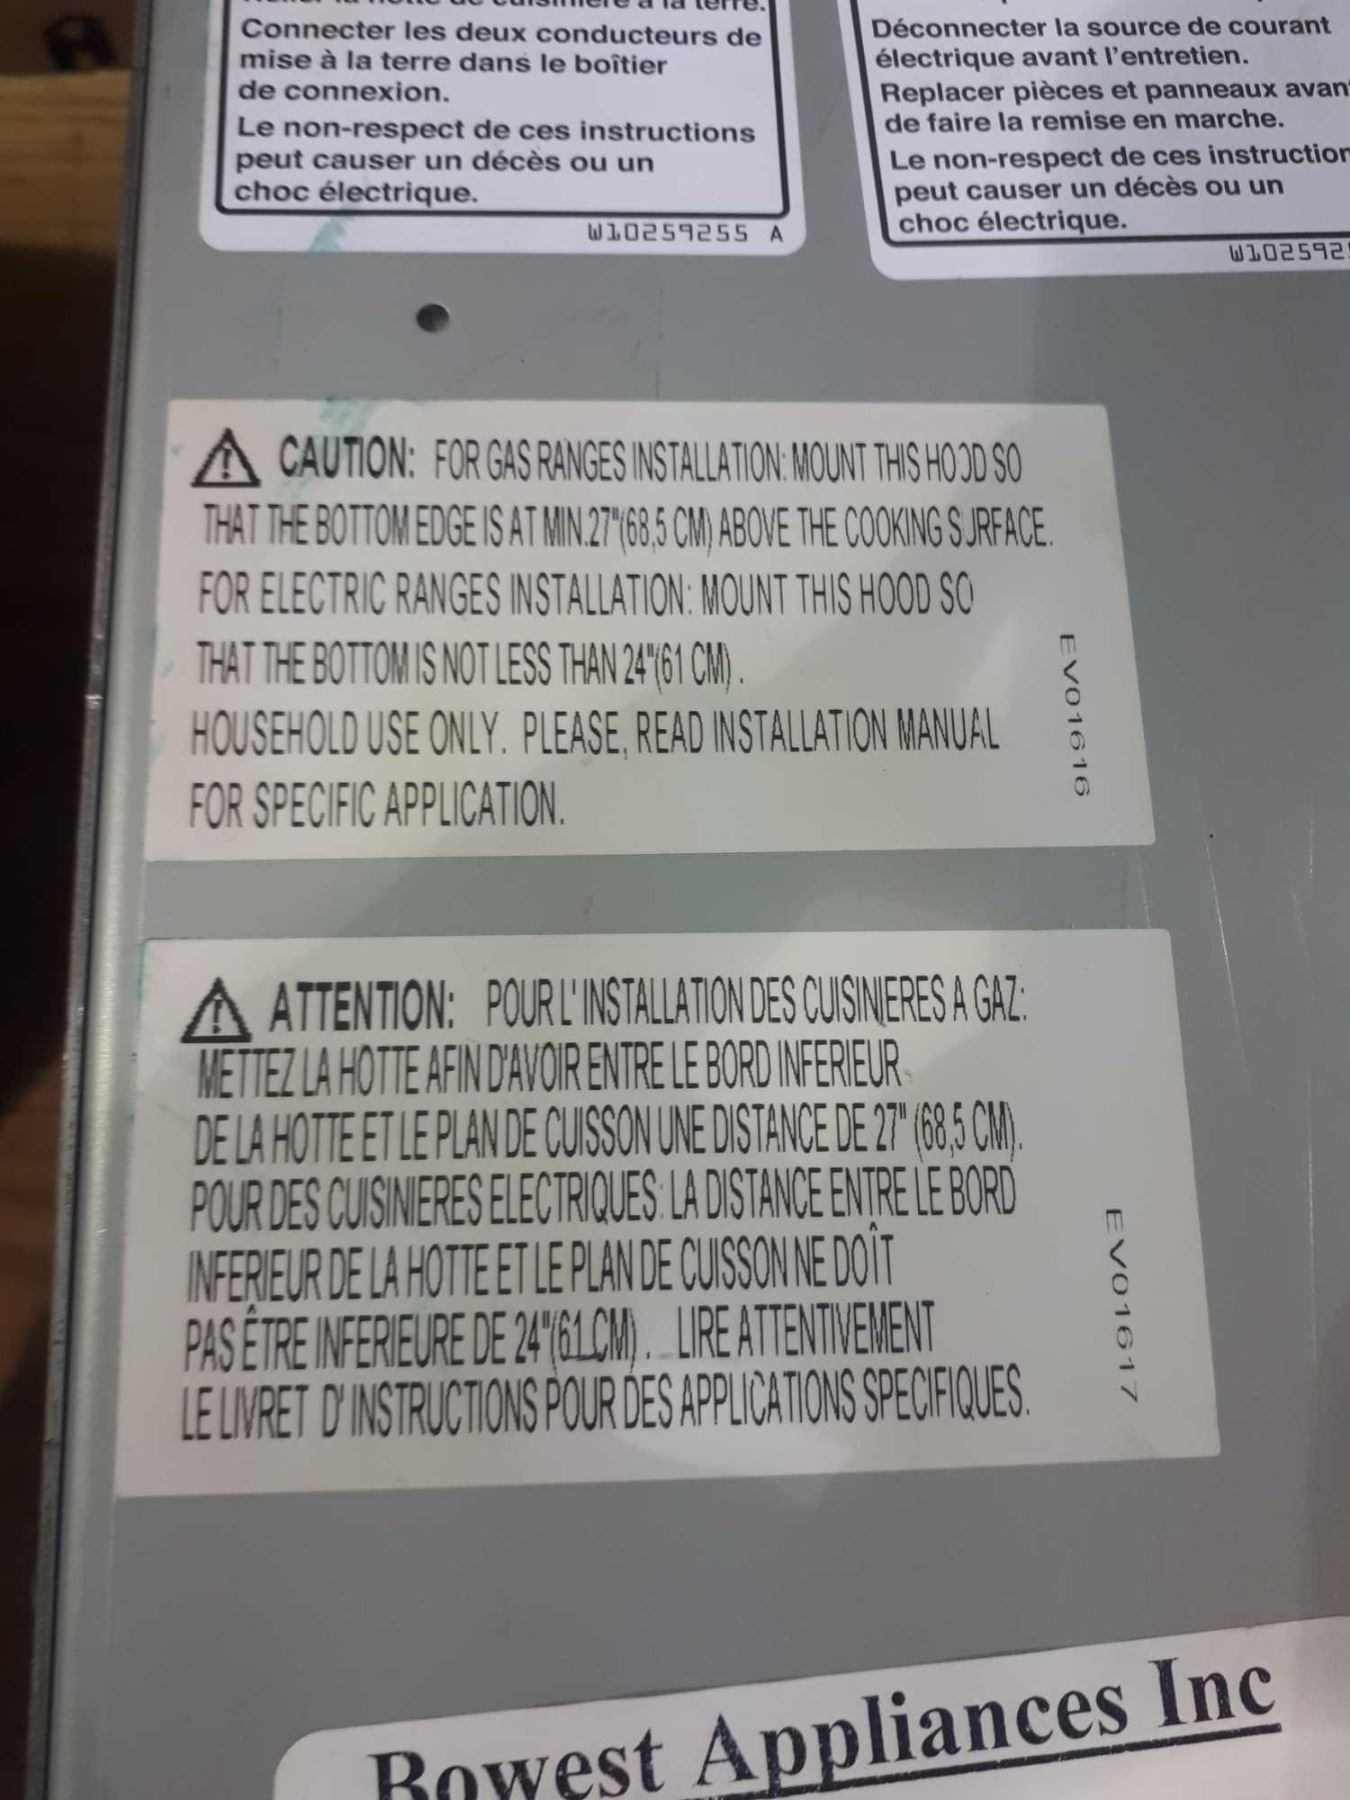 de cuisinière à la terre.
Connecter les deux conducteurs de
mise à la terre dans le boîtier
de connexion.
Le non-respect de ces instructions
peut causer un décès ou un
choc électrique.
W10259255 A
Déconnecter la source de courant
électrique avant l'entretien.
Replacer pièces et panneaux avant
de faire la remise en marche.
Le non-respect de ces instruction
peut causer un décès ou un
choc électrique.
W1025925
CAUTION: FOR GAS RANGES INSTALLATION: MOUNT THIS HOOD SO
THAT THE BOTTOM EDGE IS AT MIN.27"(68,5 CM) ABOVE THE COOKING SURFACE.
FOR ELECTRIC RANGES INSTALLATION: MOUNT THIS HOOD SO
THAT THE BOTTOM IS NOT LESS THAN 24"(61 CM).
HOUSEHOLD USE ONLY. PLEASE, READ INSTALLATION MANUAL
FOR SPECIFIC APPLICATION.
EV01616
ATTENTION: POUR L'INSTALLATION DES CUISINIERES A GAZ:
METTEZ LA HOTTE AFIN D'AVOIR ENTRE LE BORD INFERIEUR
DE LA HOTTE ET LE PLAN DE CUISSON UNE DISTANCE DE 27" (68,5 CM).
POUR DES CUISINIERES ELECTRIQUES: LA DISTANCE ENTRE LE BORD
INFERIEUR DE LA HOTTE ET LE PLAN DE CUISSON NE DOÎT
PAS ÊTRE INFERIEURE DE 24"(61 CM). LIRE ATTENTIVEMENT
LE LIVRET D'INSTRUCTIONS POUR DES APPLICATIONS SPECIFIQUES.
EV01617
Bowest Appliances Inc